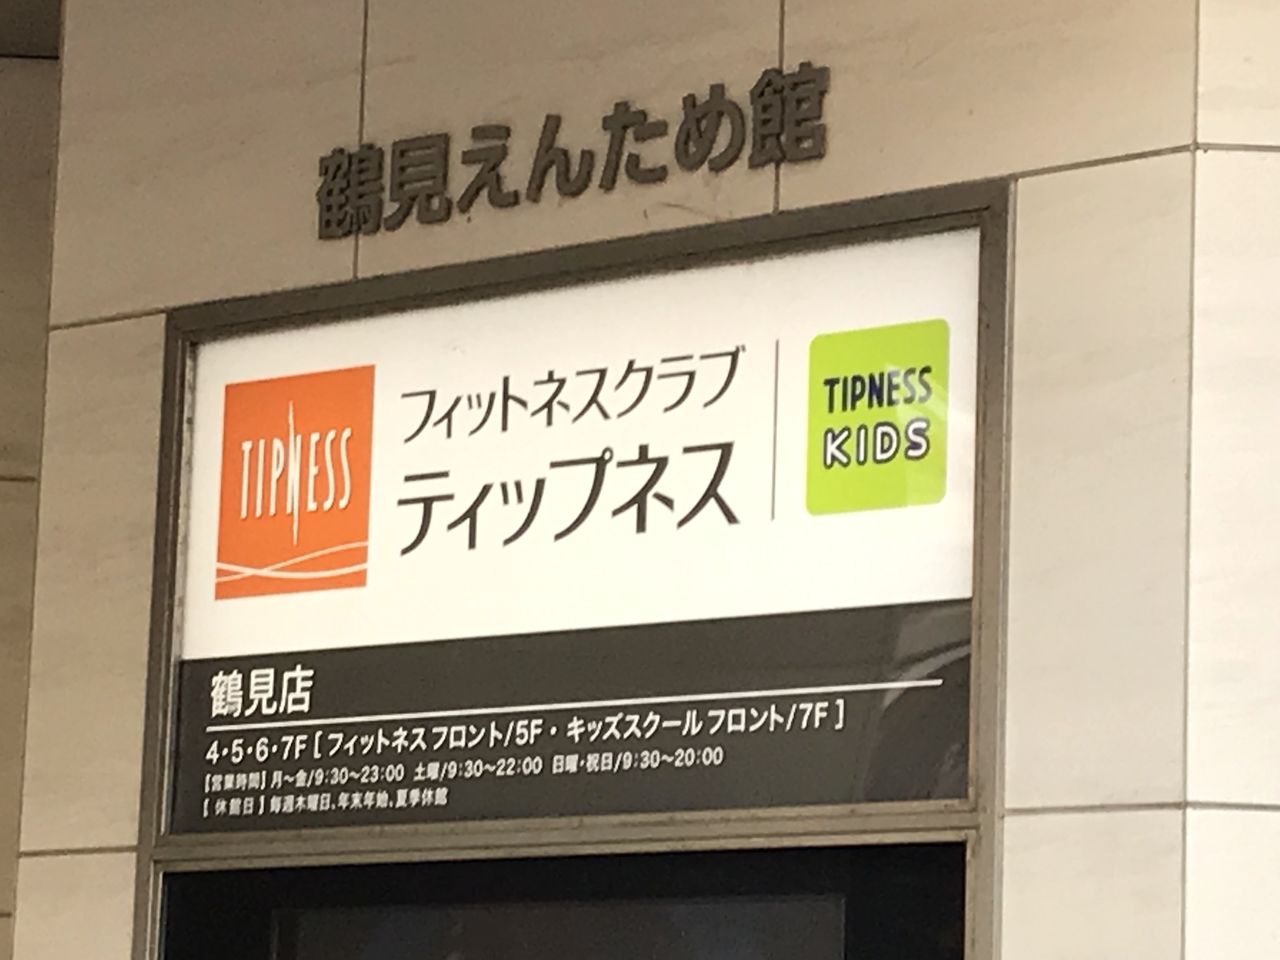 鶴見えんため館
TIPNESS
フィットネスクラブ
ティップネス
TIPNESS
KIDS
鶴見店
4・5・6・7F [ フィットネス フロント/5F・ キッズスクール フロント/7F ]
[営業時間] 月〜金/9:30〜23:00 土曜/9:30〜22:00 日曜・祝日/9:30〜20:00
[ 休館日 ] 毎週木曜日、年末年始、夏季休館